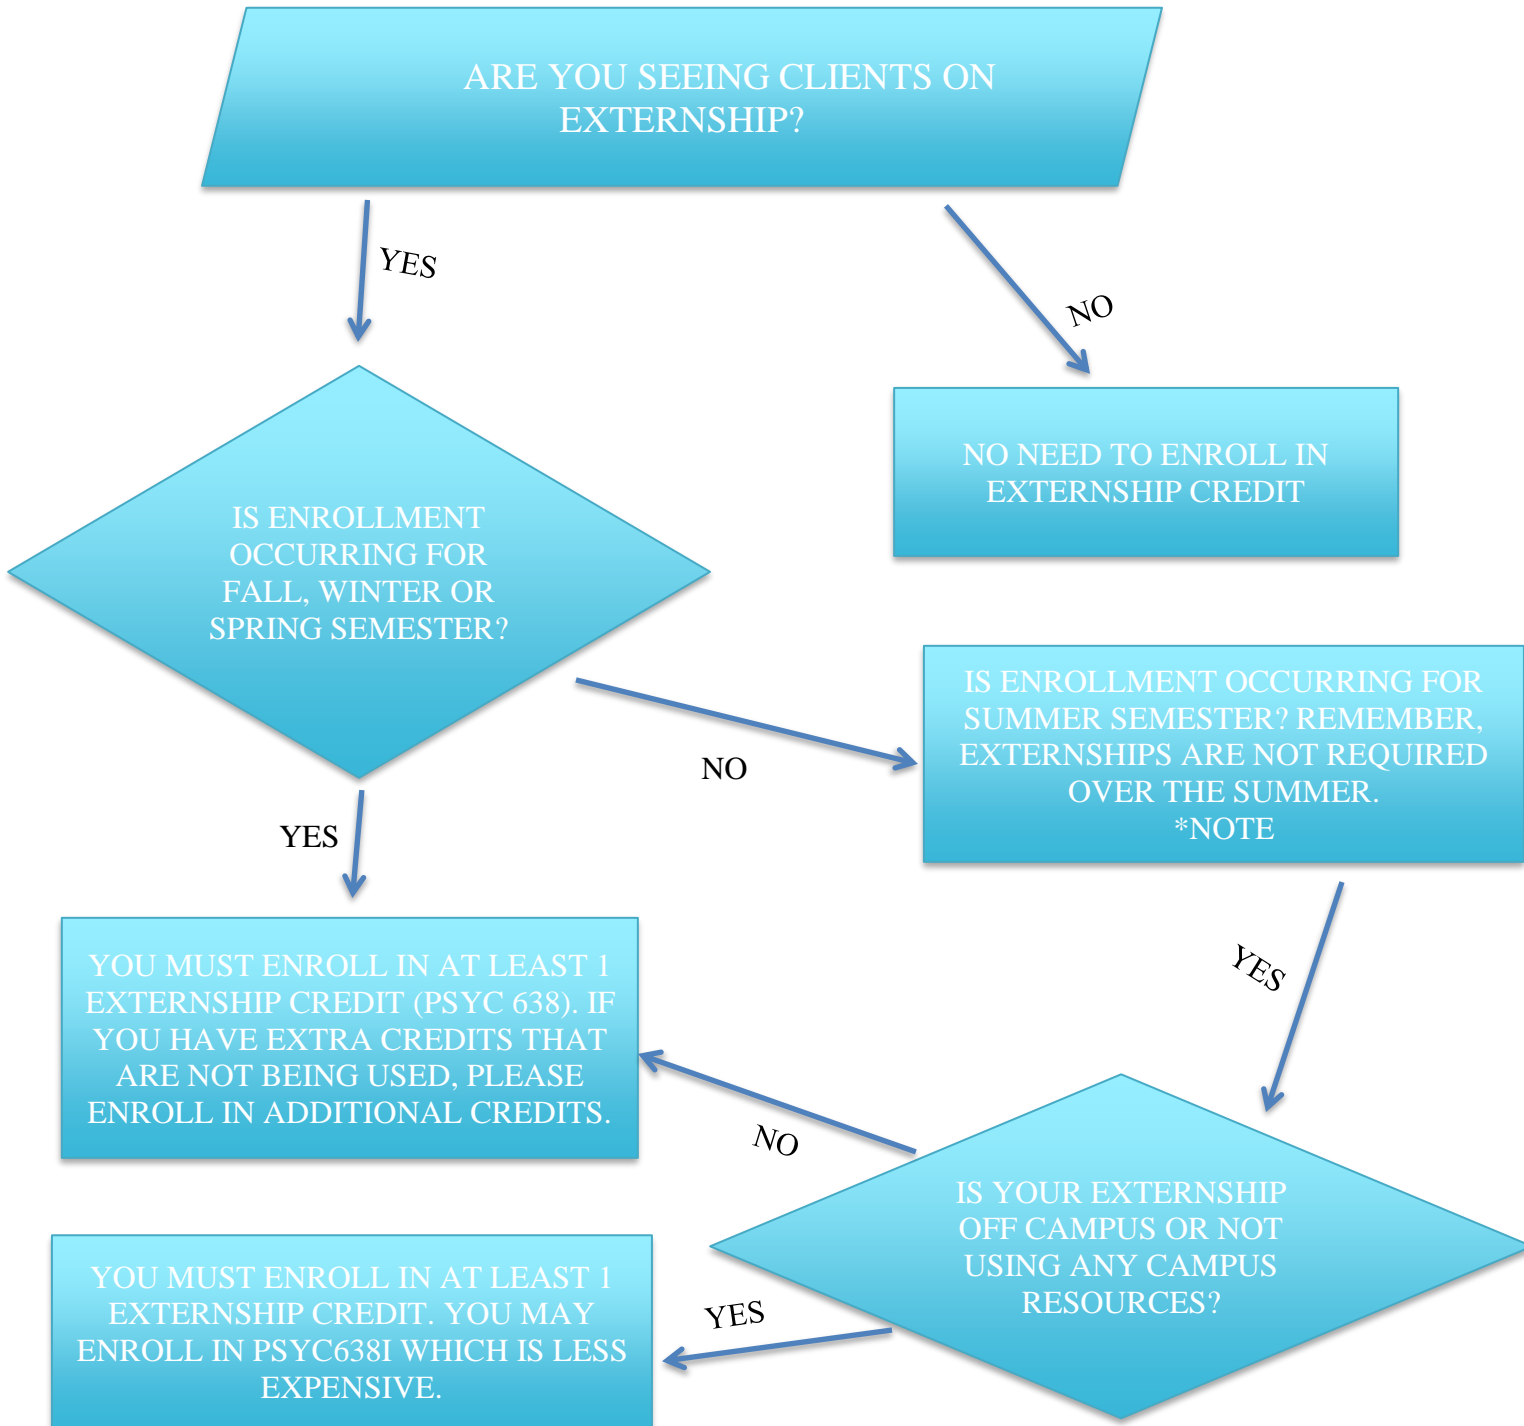 ARE YOU SEEING CLIENTS ON
EXTERNSHIP?
YES
NO
NO NEED TO ENROLL IN
EXTERNSHIP CREDIT
IS ENROLLMENT
OCCURRING FOR
FALL, WINTER OR
SPRING SEMESTER?
IS ENROLLMENT OCCURRING FOR
SUMMER SEMESTER? REMEMBER,
EXTERNSHIPS ARE NOT REQUIRED
OVER THE SUMMER.
*NOTE
NO
YES
YOU MUST ENROLL IN AT LEAST 1
EXTERNSHIP CREDIT (PSYC 638). IF
YOU HAVE EXTRA CREDITS THAT
ARE NOT BEING USED, PLEASE
ENROLL IN ADDITIONAL CREDITS.
YES
NO
IS YOUR EXTERNSHIP
OFF CAMPUS OR NOT
USING ANY CAMPUS
RESOURCES?
YES
YOU MUST ENROLL IN AT LEAST 1
EXTERNSHIP CREDIT. YOU MAY
ENROLL IN PSYC638I WHICH IS LESS
EXPENSIVE.